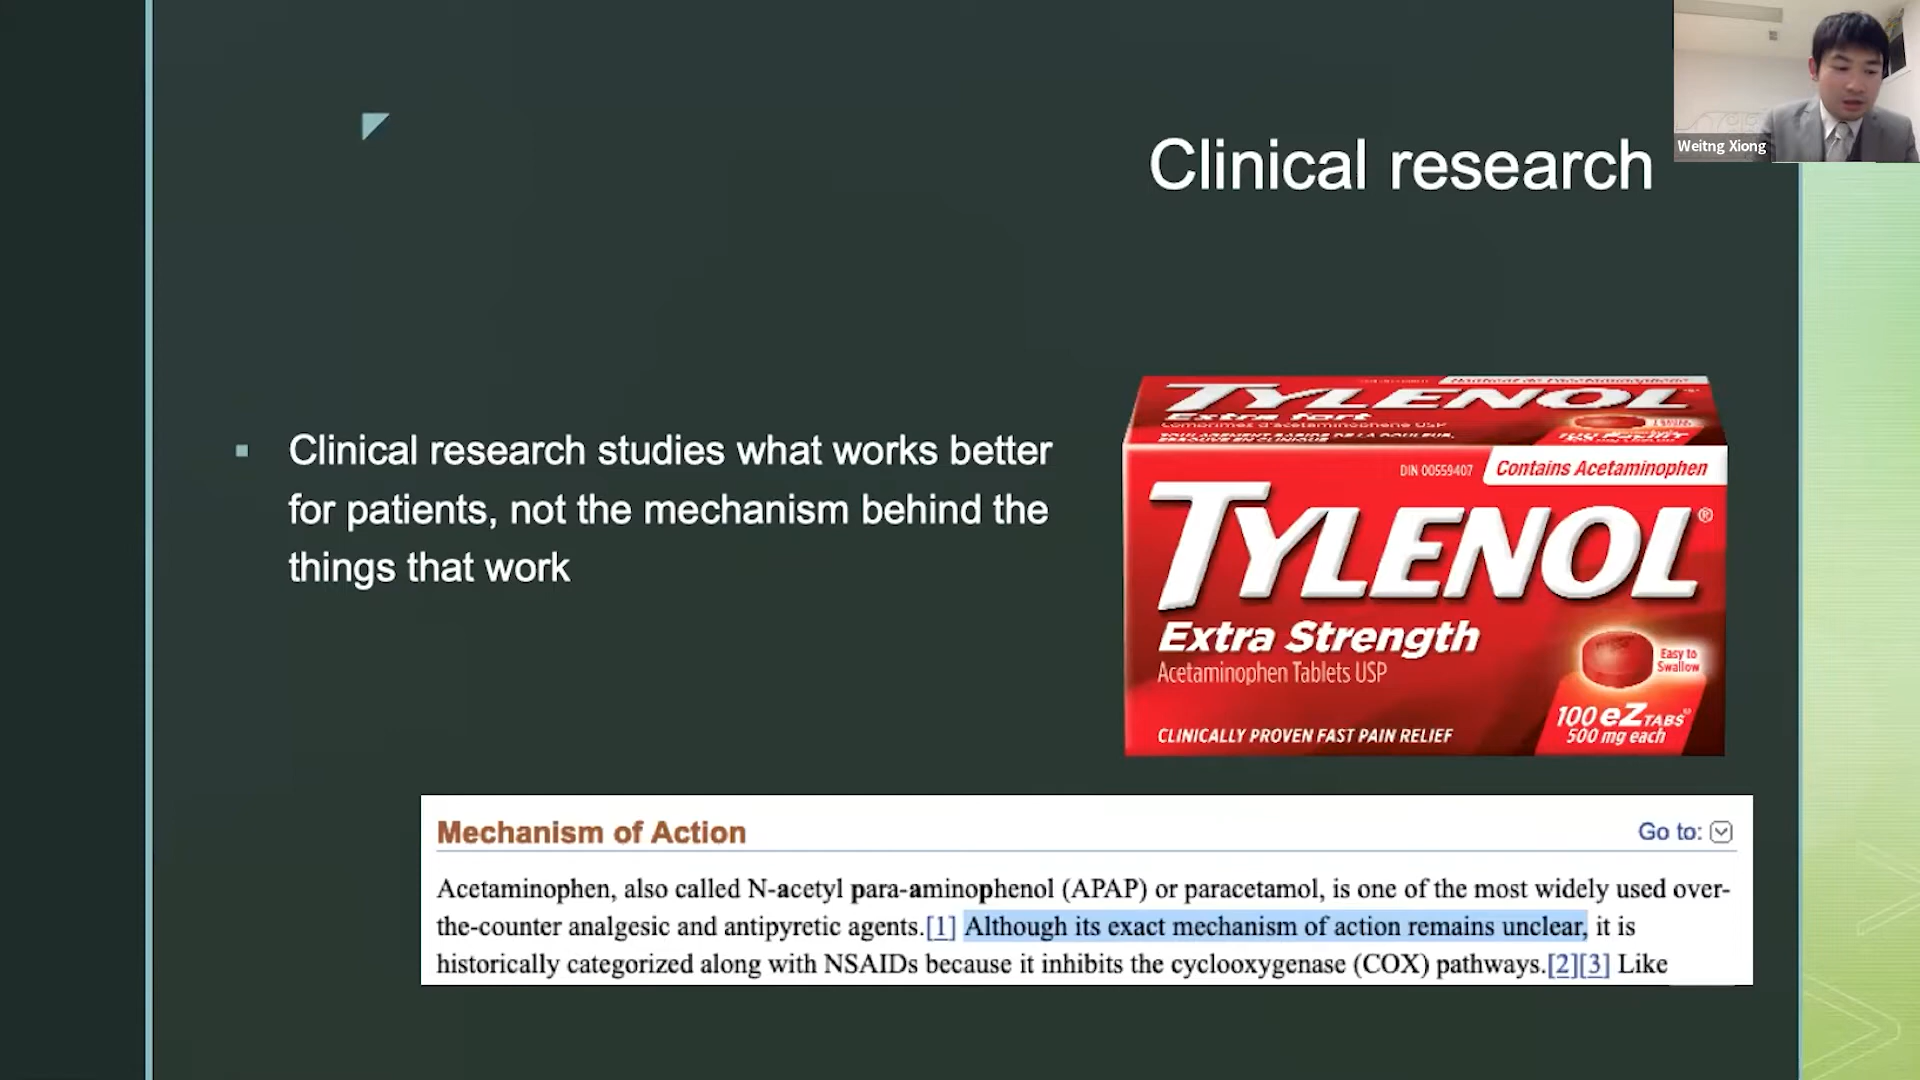 Clinical research
Weitng Xiong
Clinical research studies what works better
for patients, not the mechanism behind the
things that work
TYLENOL
Extra fort
DIN 00559407
Contains Acetaminophen
TYLENOL®
Extra Strength
Acetaminophen Tablets USP
Easy to
Swallow
100 eZ TABS
500 mg each
CLINICALLY PROVEN FAST PAIN RELIEF
Mechanism of Action
Go to:
Acetaminophen, also called N-acetyl para-aminophenol (APAP) or paracetamol, is one of the most widely used over-
the-counter analgesic and antipyretic agents.[1] Although its exact mechanism of action remains unclear, it is
historically categorized along with NSAIDs because it inhibits the cyclooxygenase (COX) pathways.[2][3] Like